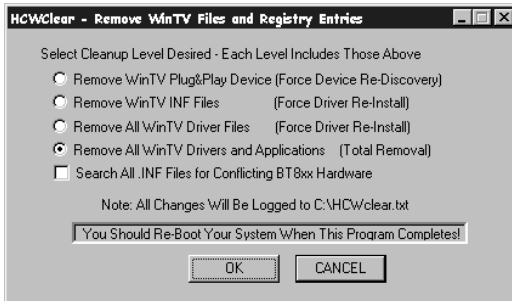 HCWClear - Remove WinTV Files and Registry Entries
Select Cleanup Level Desired - Each Level Includes Those Above
Remove WinTV Plug&Play Device (Force Device Re-Discovery)
Remove WinTV INF Files (Force Driver Re-Install)
Remove All WinTV Driver Files (Force Driver Re-Install)
Remove All WinTV Drivers and Applications (Total Removal)
Search All .INF Files for Conflicting BT8xx Hardware
Note: All Changes Will Be Logged to C:\HCWclear.txt
You Should Re-Boot Your System When This Program Completes!
OK CANCEL